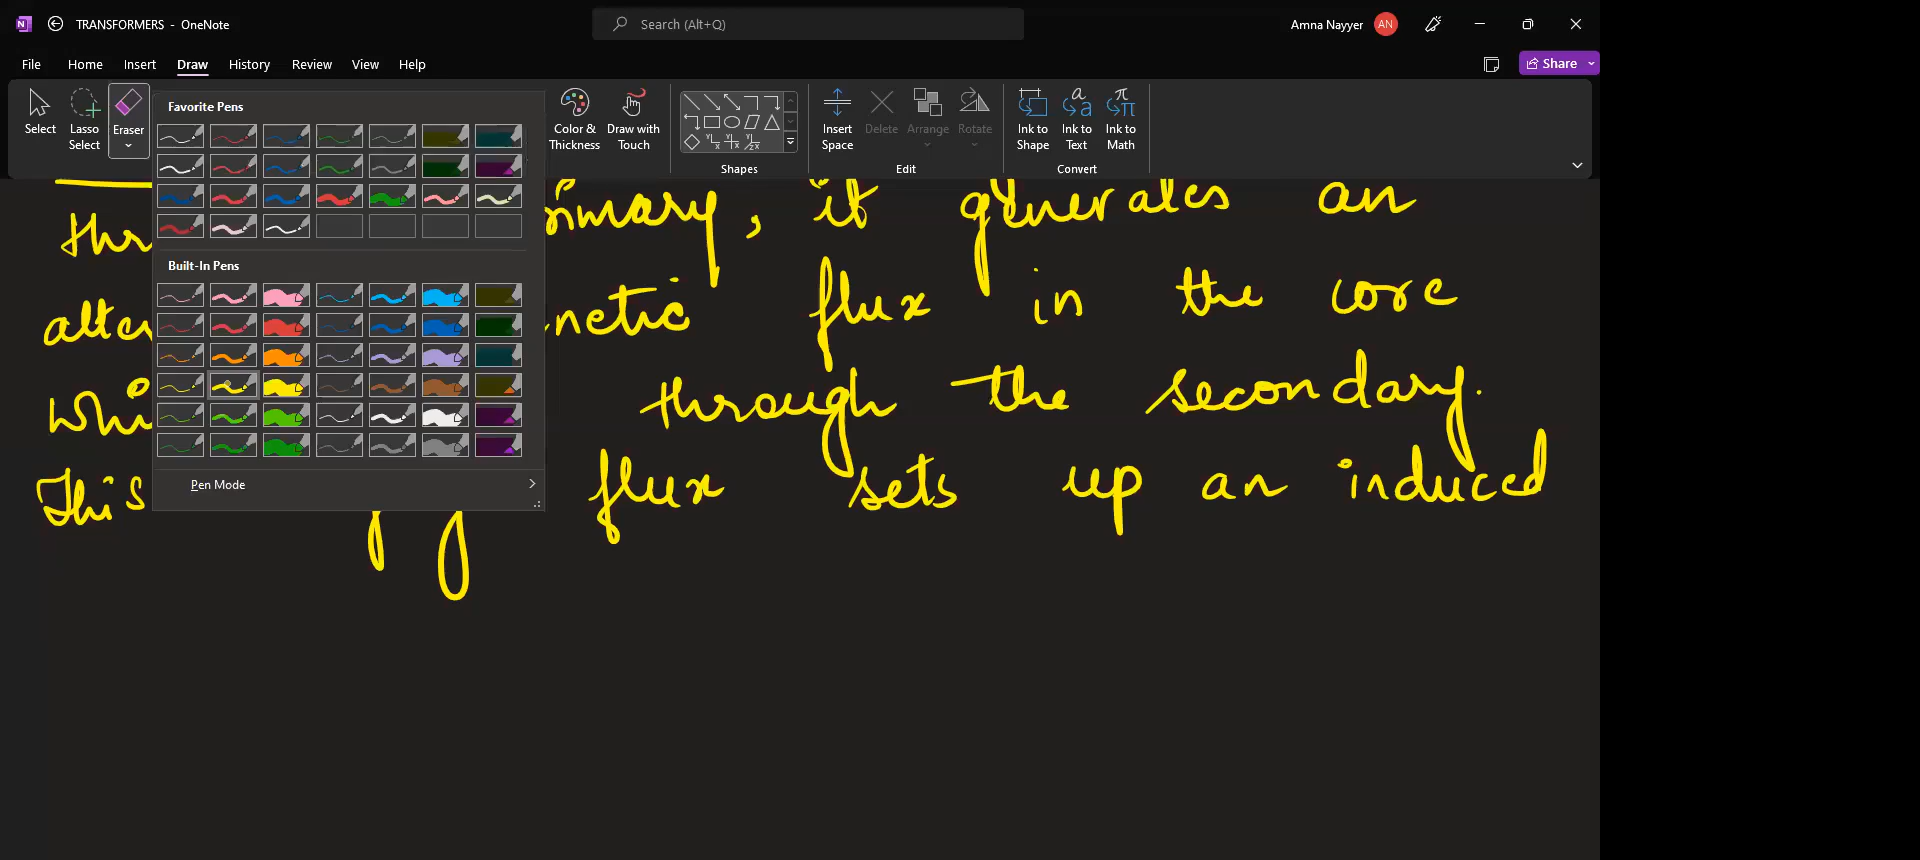 TRANSFORMERS - OneNote
Search (Alt+Q)
Amna Nayyer AN
File Home Insert Draw History Review View Help
Share
Select
Lasso Select
Eraser
Favorite Pens
Built-In Pens
Pen Mode
Color & Thickness
Draw with Touch
Shapes
Insert Space
Delete
Arrange
Rotate
Edit
Ink to Shape
Ink to Text
Ink to Math
Convert
it generates an
flux in the core
through the secondary.
This flux sets up an induced